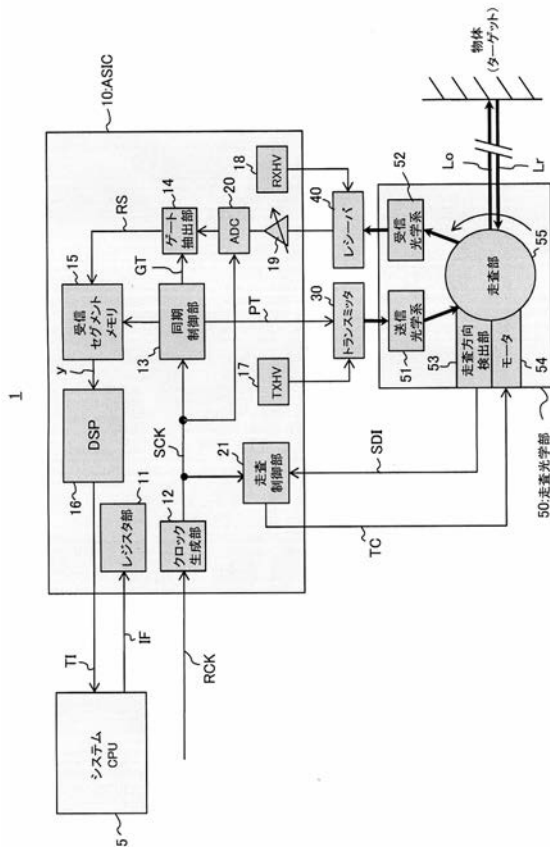 1
システム
CPU
5
TI
IF
RCK
10:ASIC
DSP
16
y
受信
セグメント
メモリ
15
RS
レジスタ部
11
クロック
生成部
12
SCK
同期
制御部
13
GT
ゲート
抽出部
14
ADC
20
19
RXHV
18
TXHV
17
PT
走査
制御部
21
TC
SDI
トランスミッタ
30
レシーバ
40
送信
光学系
51
受信
光学系
52
走査方向
検出部
53
モータ
54
走査部
55
50:走査光学部
Lo
Lr
物体
(ターゲット)